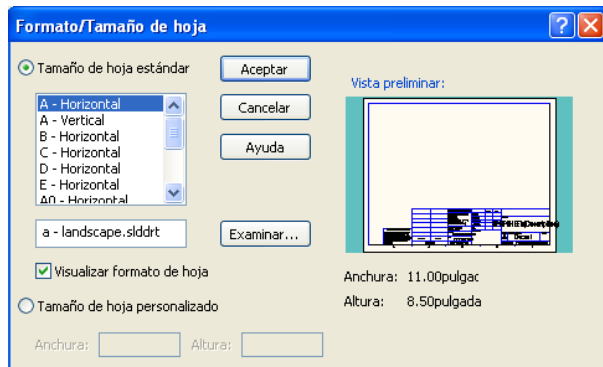 Formato/Tamaño de hoja
Tamaño de hoja estándar
A - Horizontal
A - Vertical
B - Horizontal
C - Horizontal
D - Horizontal
E - Horizontal
A0 - Horizontal
a - landscape.slddrt
Visualizar formato de hoja
Tamaño de hoja personalizado
Anchura:
Altura:
Aceptar
Cancelar
Ayuda
Examinar...
Vista preliminar:
Anchura: 11.00pulgac
Altura: 8.50pulgada